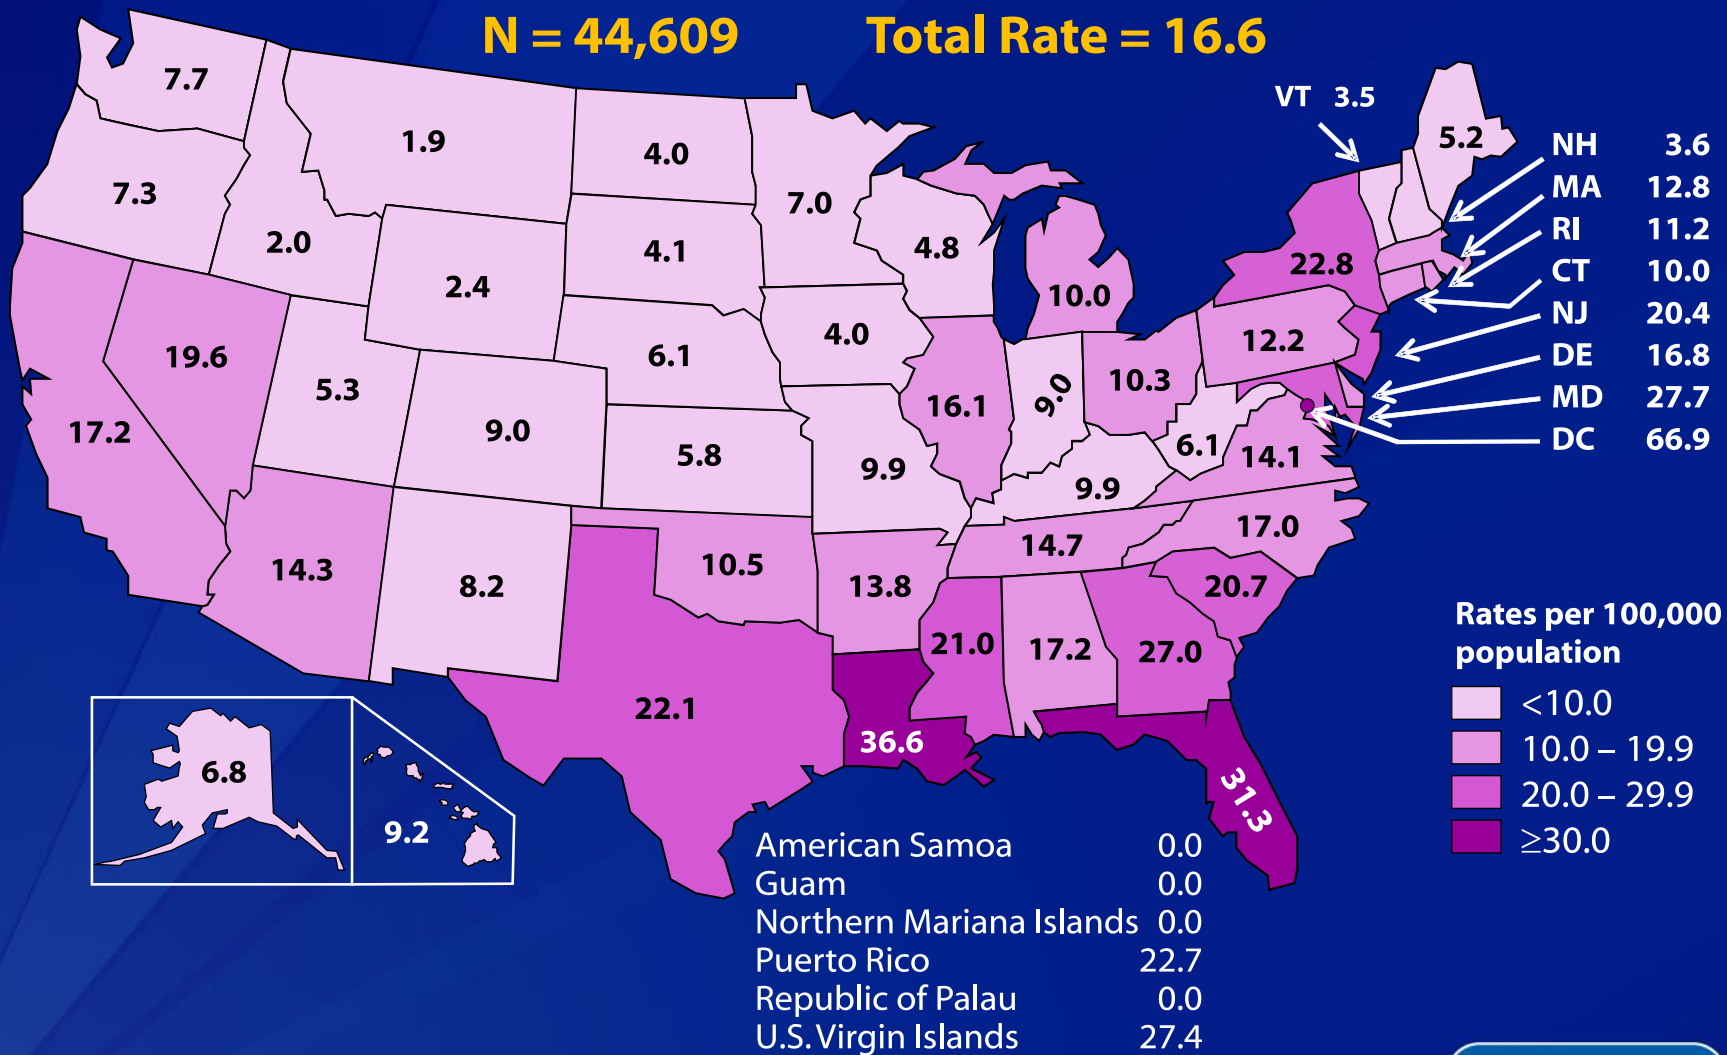 N = 44,609 Total Rate = 16.6
7.7
1.9
4.0
VT 3.5
5.2
NH 3.6
7.3
7.0
MA 12.8
2.0
4.1
4.8
RI 11.2
2.4
10.0
22.8
CT 10.0
19.6
6.1
4.0
12.2
NJ 20.4
5.3
10.3
DE 16.8
17.2
9.0
16.1
9.0
MD 27.7
5.8
9.9
6.1
14.1
DC 66.9
9.9
14.3
8.2
10.5
13.8
14.7
17.0
20.7
21.0
17.2
27.0
22.1
36.6
31.3
6.8
9.2
Rates per 100,000
population
<10.0
10.0 – 19.9
20.0 – 29.9
≥30.0
American Samoa 0.0
Guam 0.0
Northern Mariana Islands 0.0
Puerto Rico 22.7
Republic of Palau 0.0
U.S. Virgin Islands 27.4